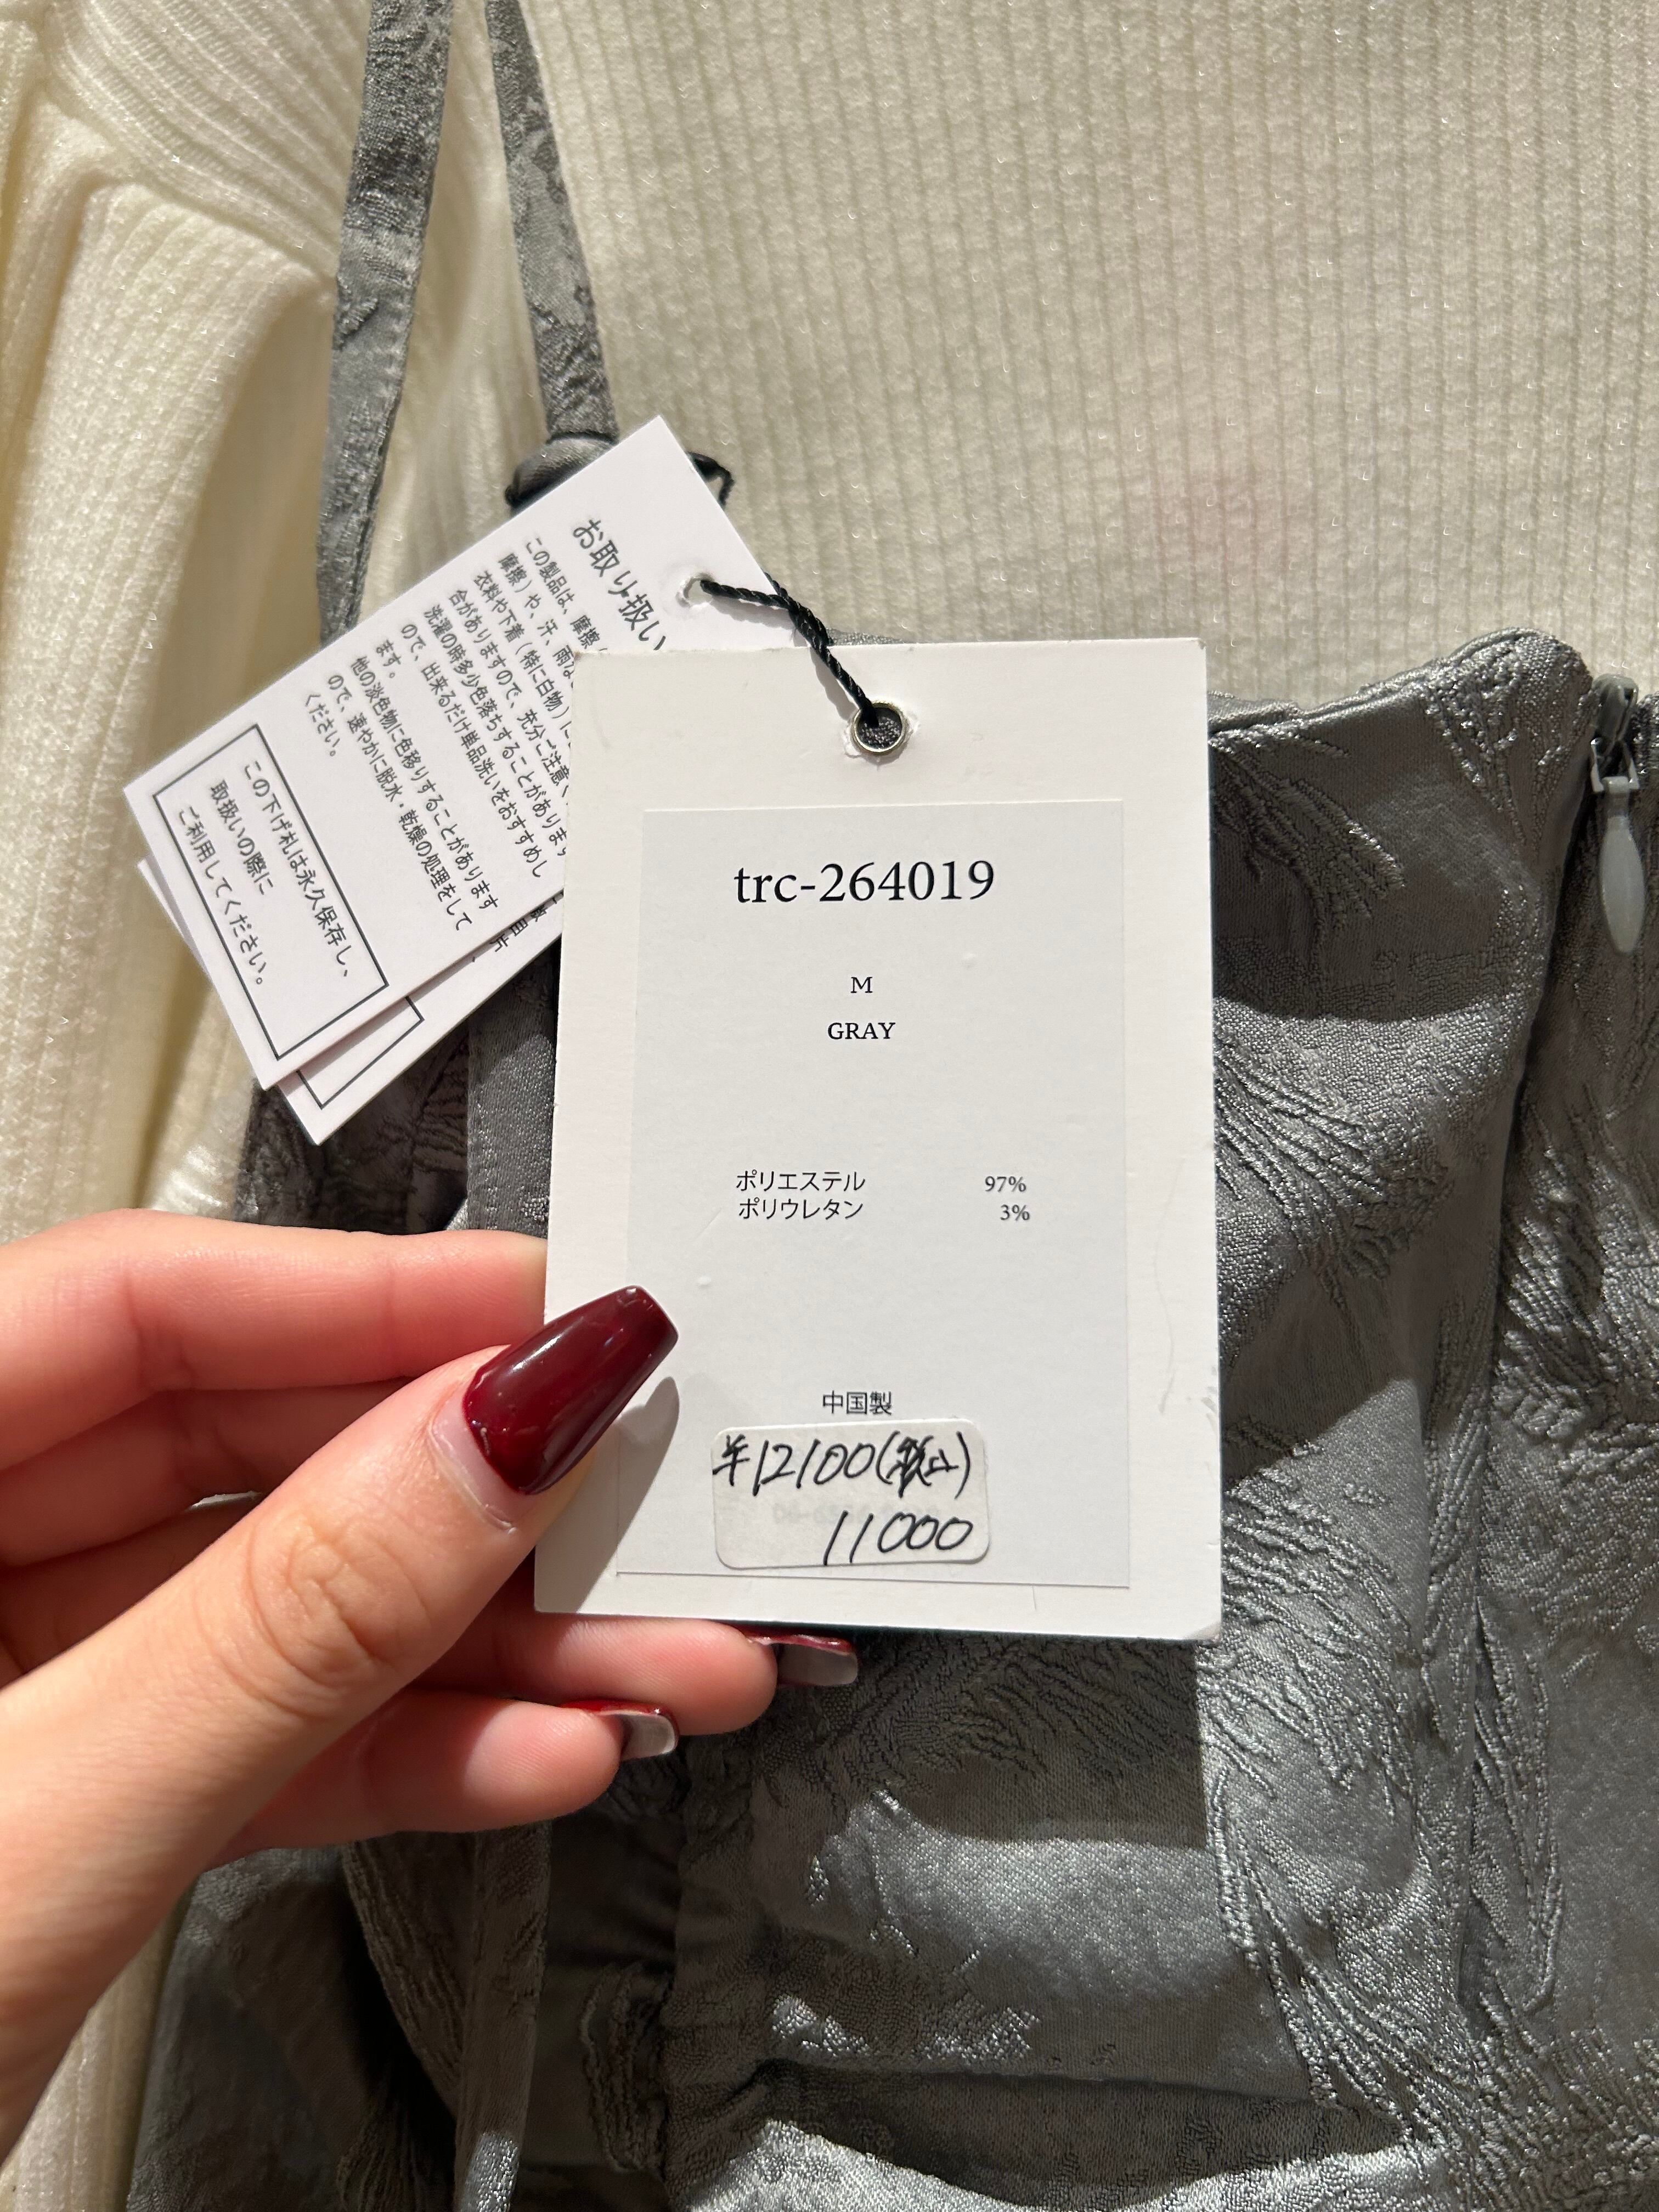 お取り扱い
この製品は、摩擦
摩擦）や、汗、雨な
衣料や下着（特に白物）に
合がありますので、充分ご注意く
洗濯の時多少色落ちすることがあります
ので、出来るだけ単品洗いをおすすめし
ます。
他の淡色物に色移りすることがあります
ので、速やかに脱水・乾燥の処理をして
ください。
この下げ札は永久保存し、
取扱いの際に
ご利用してください。
trc-264019
M
GRAY
ポリエステル 97%
ポリウレタン 3%
中国製
¥12100(税込)
11000